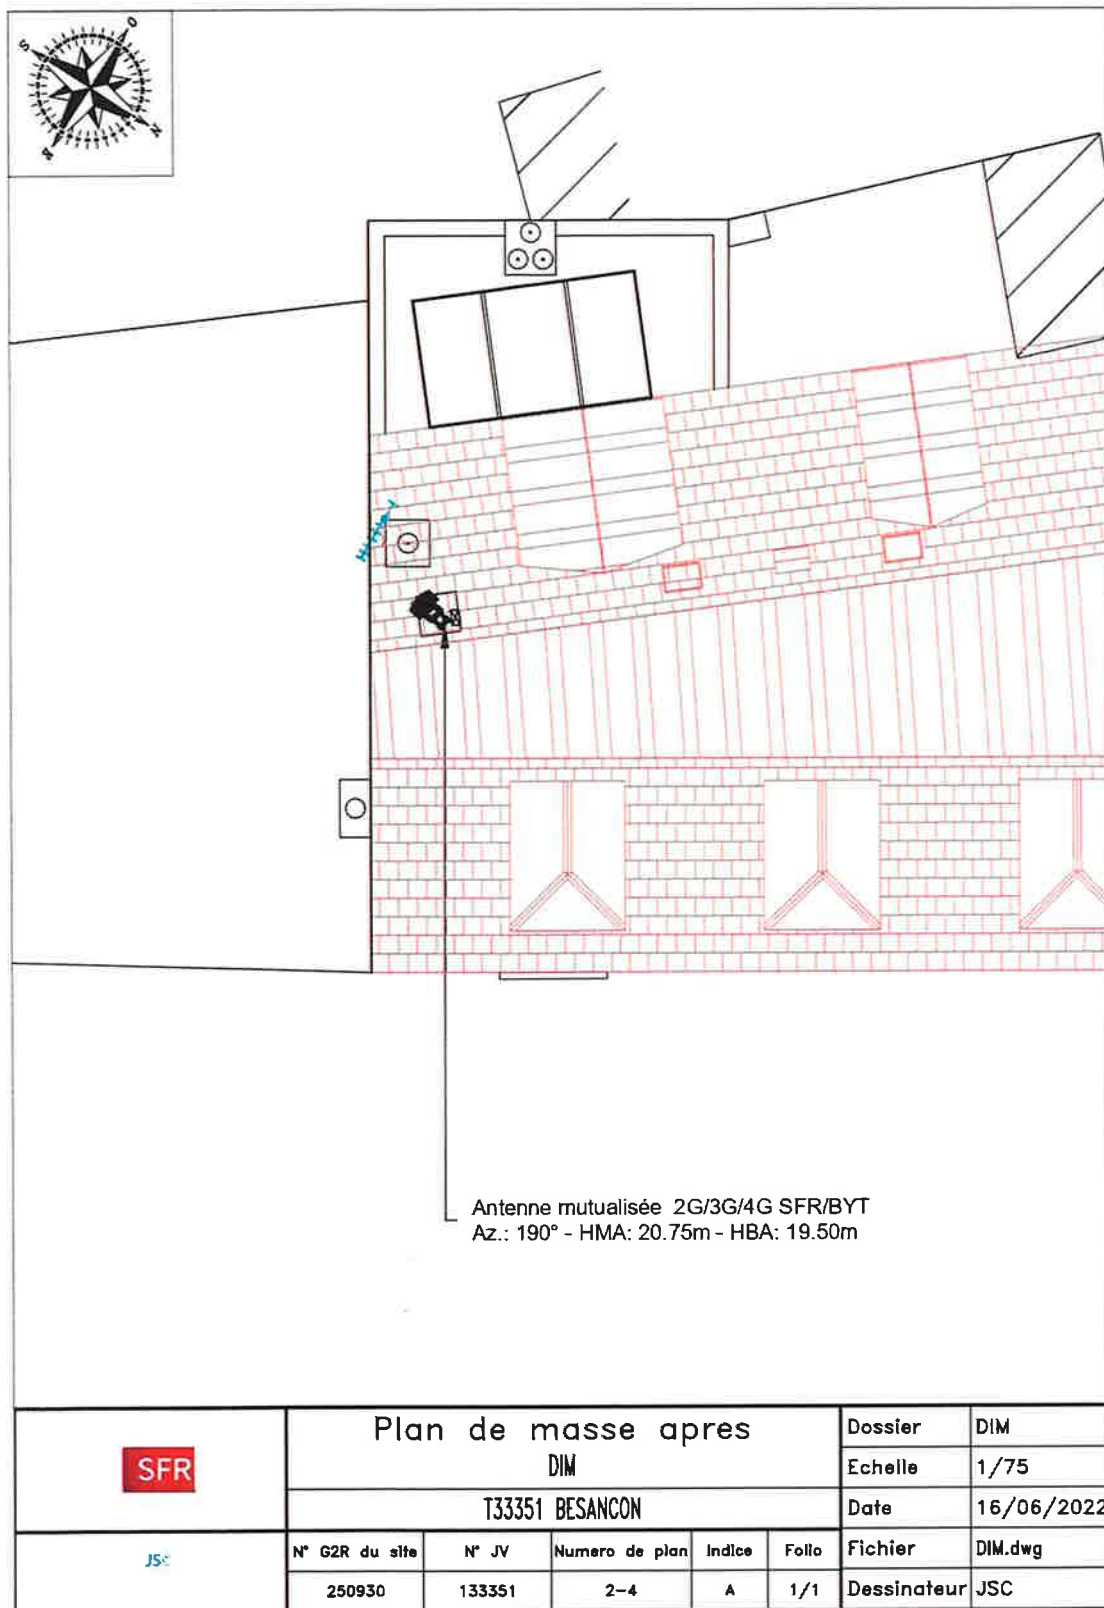 S
O
N
Antenne mutualisée 2G/3G/4G SFR/BYT
Az.: 190° - HMA: 20.75m - HBA: 19.50m
SFR
JSC
Plan de masse apres
DIM
T33351 BESANCON
N° G2R du site
N° JV
Numero de plan
Indice
Folio
250930
133351
2-4
A
1/1
Dossier
DIM
Echelle
1/75
Date
16/06/2022
Fichier
DIM.dwg
Dessinateur
JSC